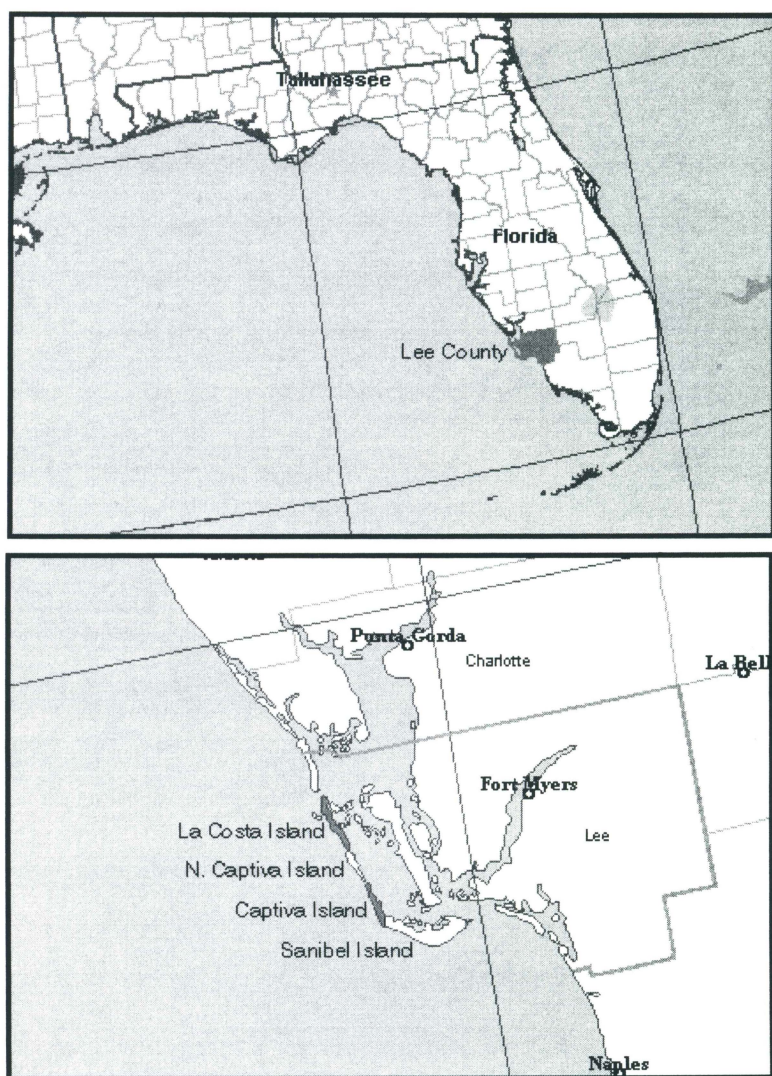 Tallahassee
Florida
Lee County
Punta Gorda
Charlotte
La Bell
Fort Myers
La Costa Island
Lee
N. Captiva Island
Captiva Island
Sanibel Island
Naples